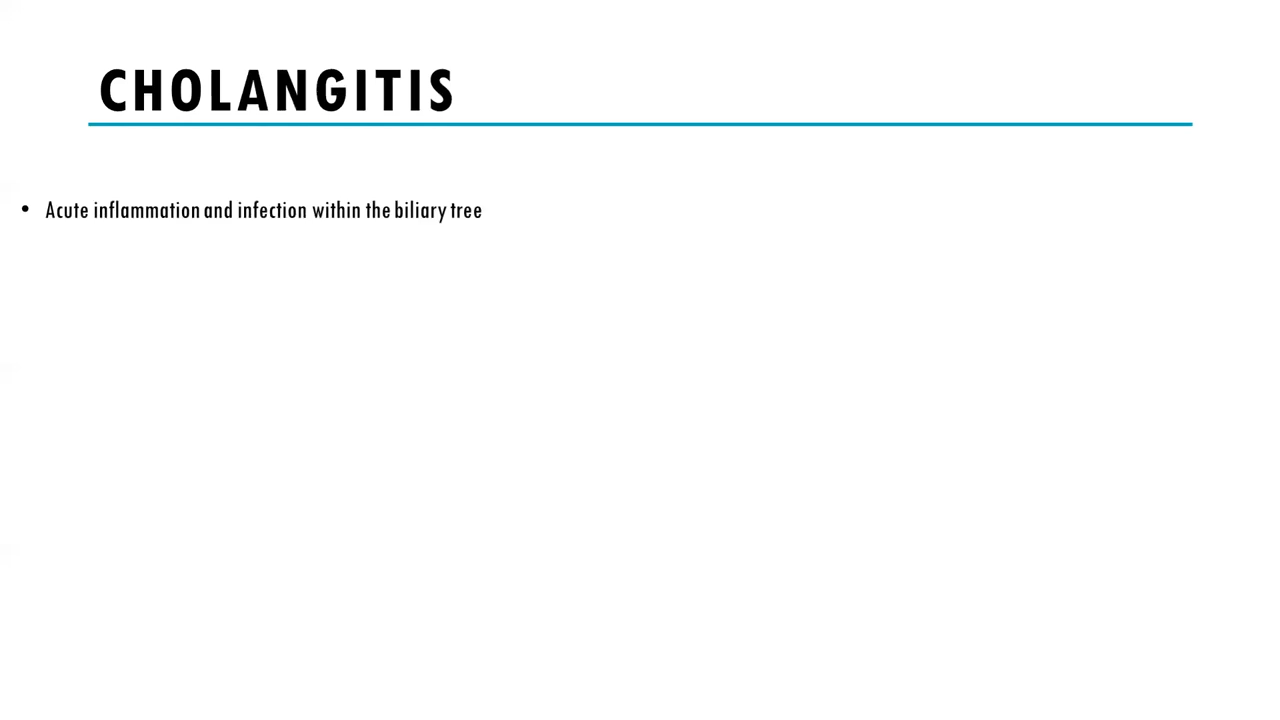 CHOLANGITIS
• Acute inflammation and infection within the biliary tree